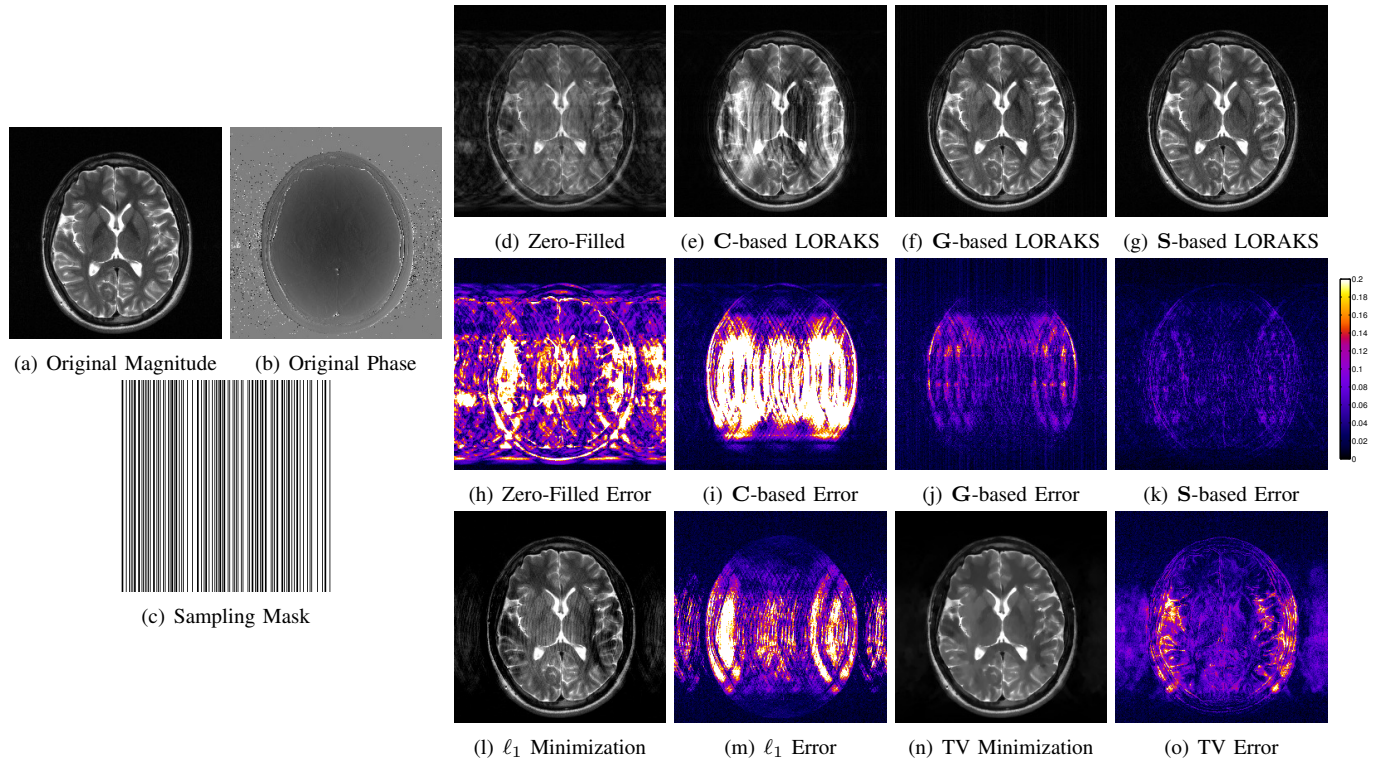 (d) Zero-Filled
(e) C-based LORAKS
(f) G-based LORAKS
(g) S-based LORAKS
(a) Original Magnitude
(b) Original Phase
0.2
0.18
0.16
0.14
0.12
0.1
0.08
0.06
0.04
0.02
0
(h) Zero-Filled Error
(i) C-based Error
(j) G-based Error
(k) S-based Error
(c) Sampling Mask
(l) ℓ₁ Minimization
(m) ℓ₁ Error
(n) TV Minimization
(o) TV Error